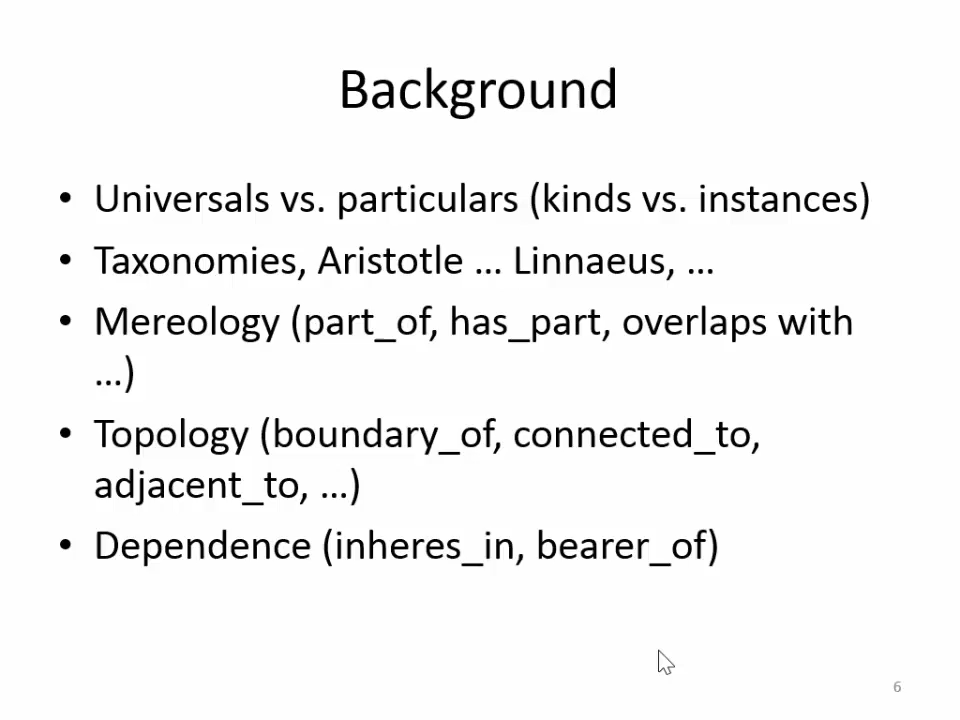 Background
• Universals vs. particulars (kinds vs. instances)
• Taxonomies, Aristotle … Linnaeus, …
• Mereology (part_of, has_part, overlaps with
…)
• Topology (boundary_of, connected_to,
adjacent_to, …)
• Dependence (inheres_in, bearer_of)
6